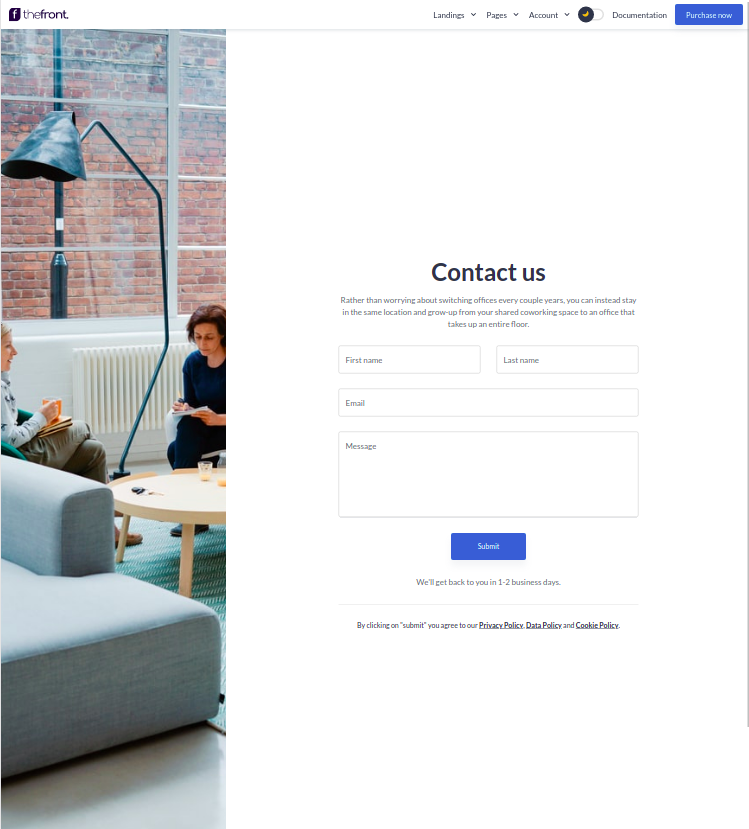 thefront.
Landings Pages Account Documentation Purchase now
Contact us
Rather than worrying about switching offices every couple years, you can instead stay
in the same location and grow-up from your shared coworking space to an office that
takes up an entire floor.
First name Last name
Email
Message
Submit
We'll get back to you in 1-2 business days.
By clicking on "submit" you agree to our Privacy Policy, Data Policy and Cookie Policy.